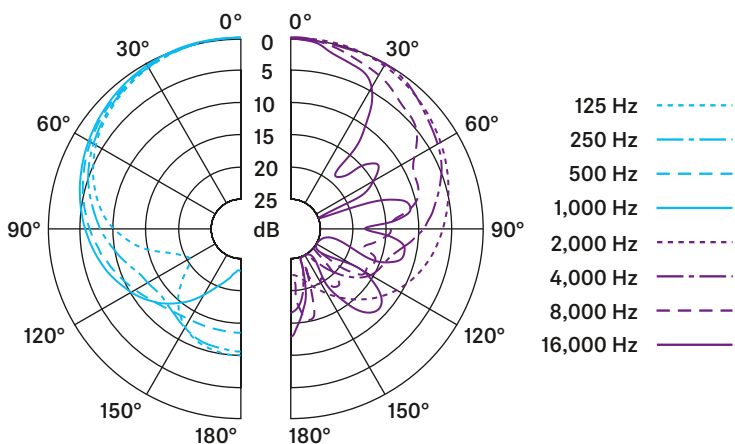 0° 0°
30° 0 30°
5
10
60° 15 60°
20
25
90° dB 90°
120° 120°
150° 150°
180° 180°
125 Hz
250 Hz
500 Hz
1,000 Hz
2,000 Hz
4,000 Hz
8,000 Hz
16,000 Hz